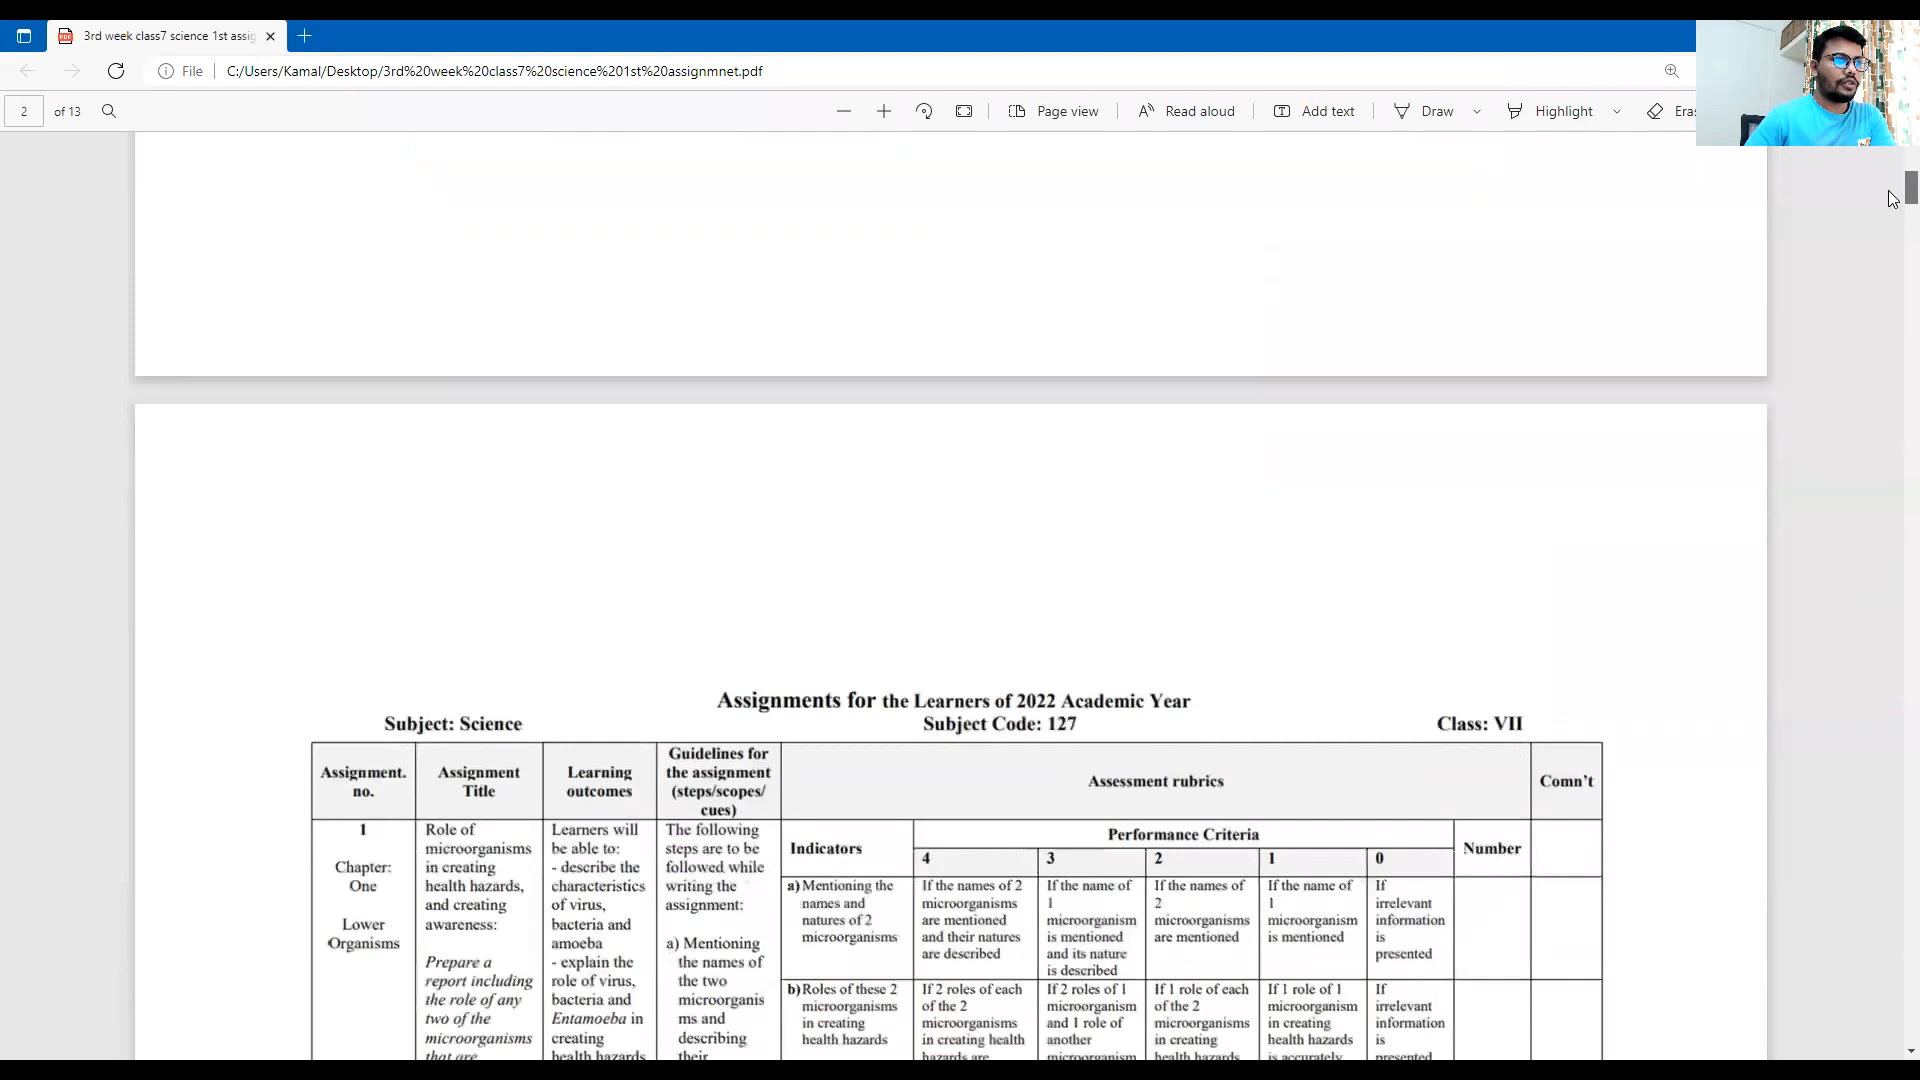 3rd week class7 science 1st assig
File
C:/Users/Kamal/Desktop/3rd%20week%20class7%20science%201st%20assignmnet.pdf
2 of 13
Page view
Read aloud
Add text
Draw
Highlight
Eras
Assignments for the Learners of 2022 Academic Year
Subject: Science
Subject Code: 127
Class: VII
Assignment.
no.
Assignment
Title
Learning
outcomes
Guidelines for
the assignment
(steps/scopes/
cues)
Assessment rubrics
Comn't
1
Chapter:
One
Lower
Organisms
Role of
microorganisms
in creating
health hazards,
and creating
awareness:
Prepare a
report including
the role of any
two of the
microorganisms
that are
Learners will
be able to:
- describe the
characteristics
of virus,
bacteria and
amoeba
- explain the
role of virus,
bacteria and
Entamoeba in
creating
health hazards
The following
steps are to be
followed while
writing the
assignment:
a) Mentioning
the names of
the two
microorganis
ms and
describing
their
Indicators
Performance Criteria
Number
4
3
2
1
0
a) Mentioning the
names and
natures of 2
microorganisms
If the names of 2
microorganisms
are mentioned
and their natures
are described
If the name of
1
microorganism
is mentioned
and its nature
is described
If the names of
2
microorganisms
are mentioned
If the name of
1
microorganism
is mentioned
If
irrelevant
information
is
presented
b) Roles of these 2
microorganisms
in creating
health hazards
If 2 roles of each
of the 2
microorganisms
in creating health
hazards are
If 2 roles of 1
microorganism
and 1 role of
another
microorganism
If 1 role of each
of the 2
microorganisms
in creating
health hazards
If 1 role of 1
microorganism
in creating
health hazards
is accurately
If
irrelevant
information
is
presented